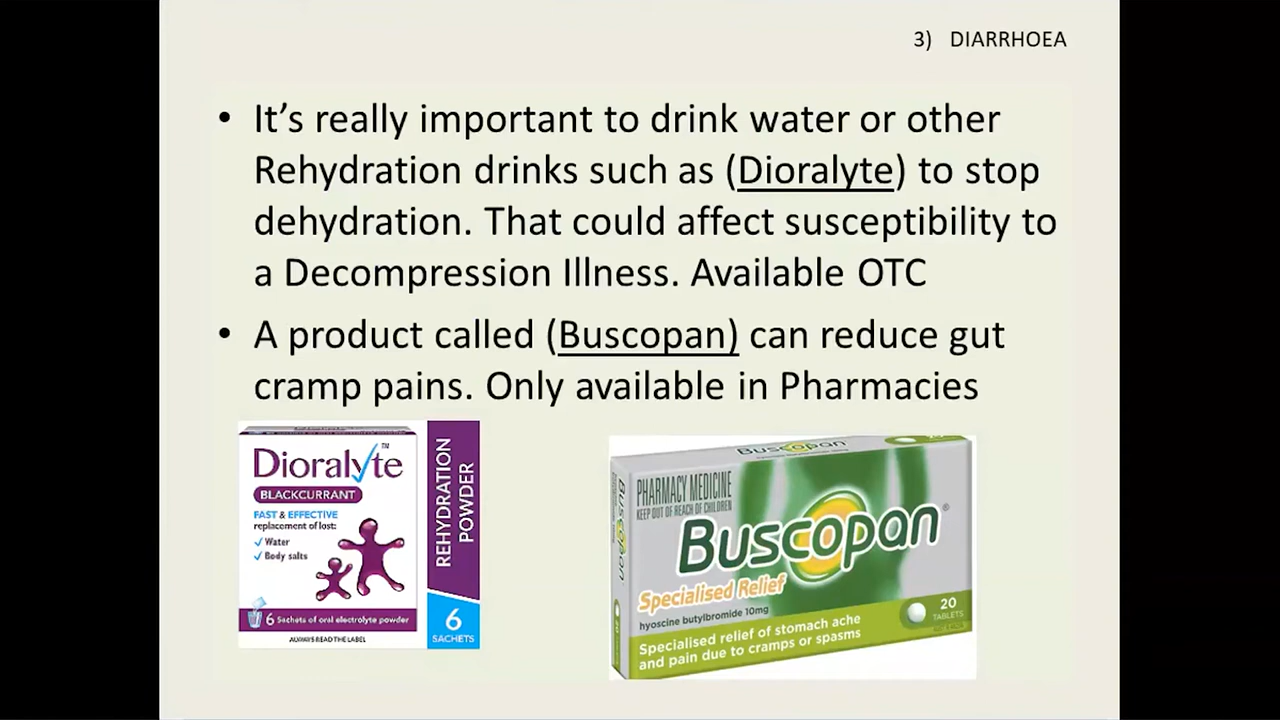 3) DIARRHOEA
• It’s really important to drink water or other
Rehydration drinks such as (Dioralyte) to stop
dehydration. That could affect susceptibility to
a Decompression Illness. Available OTC
• A product called (Buscopan) can reduce gut
cramp pains. Only available in Pharmacies
Dioralyte™
BLACKCURRANT
FAST & EFFECTIVE
replacement of lost:
✓ Water
✓ Body salts
6 Sachets of oral electrolyte powder
ALWAYS READ THE LABEL
REHYDRATION
POWDER
6
SACHETS
Buscopan
Buscopan
PHARMACY MEDICINE
KEEP OUT OF REACH OF CHILDREN
Buscopan®
Specialised Relief
hyoscine butylbromide 10mg
Specialised relief of stomach ache
and pain due to cramps or spasms
20
TABLETS